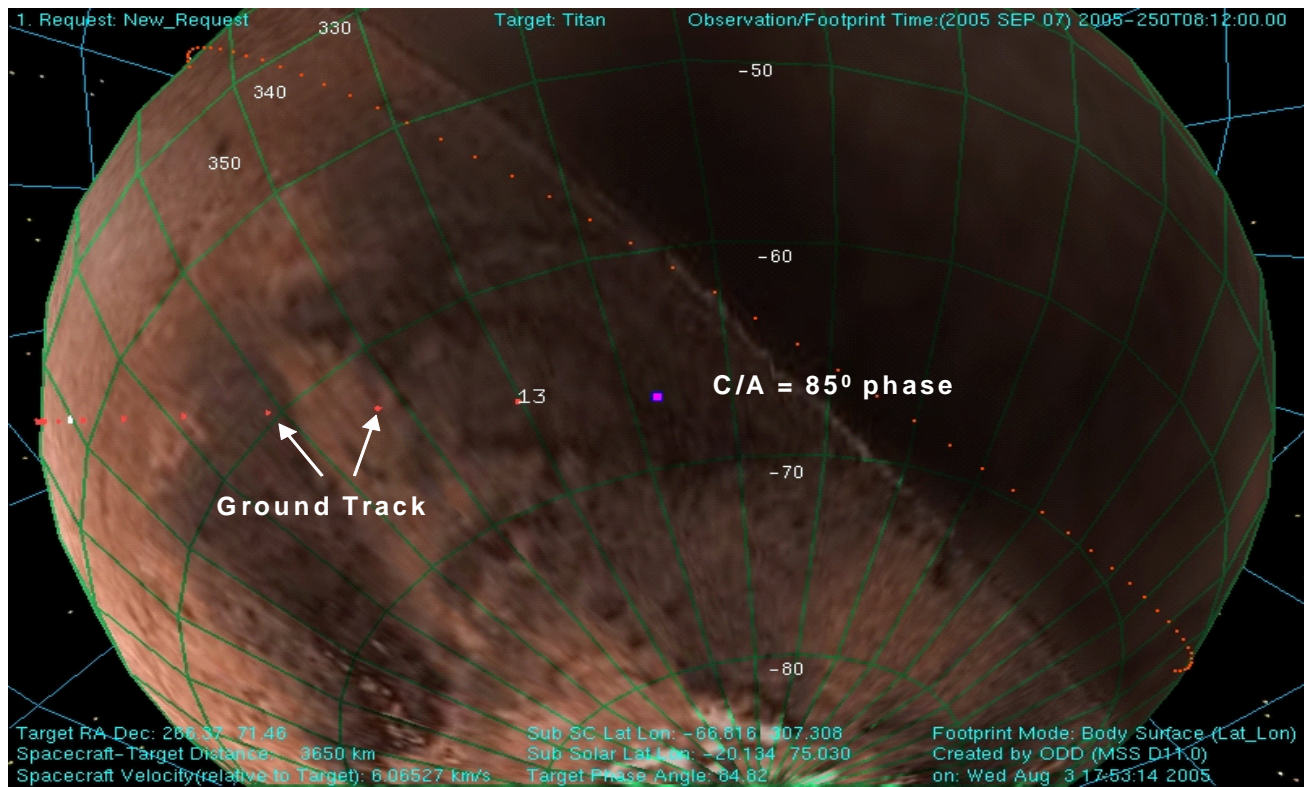 1. Request: New_Request
Target: Titan
Observation/Footprint Time:(2005 SEP 07) 2005-250T08:12:00.00
330
-50
340
350
-60
C/A = 85⁰ phase
13
-70
Ground Track
-80
Target RA Dec: 266.37 71.46
Spacecraft-Target Distance: 3650 km
Spacecraft Velocity(relative to Target): 6.06527 km/s
Sub SC Lat Lon: -66.816 307.308
Sub Solar Lat Lon: -20.134 75.030
Target Phase Angle: 84.82
Footprint Mode: Body Surface (Lat_Lon)
Created by ODD (MSS D11.0)
on: Wed Aug 3 17:53:14 2005